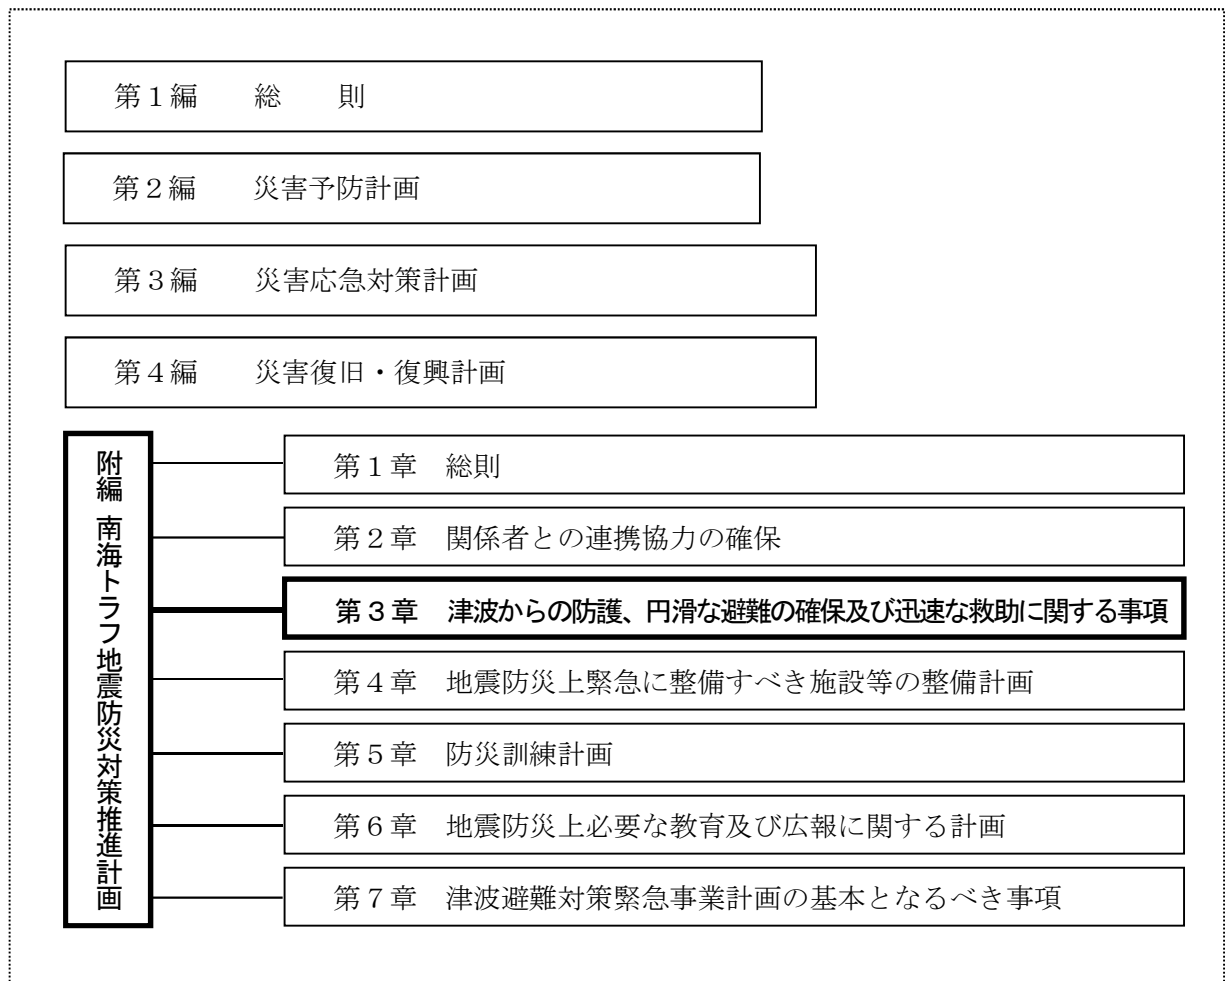 第１編　　総　　則
第２編　　災害予防計画
第３編　　災害応急対策計画
第４編　　災害復旧・復興計画
附編 南海トラフ地震防災対策推進計画
第１章　総則
第２章　関係者との連携協力の確保
第３章　津波からの防護、円滑な避難の確保及び迅速な救助に関する事項
第４章　地震防災上緊急に整備すべき施設等の整備計画
第５章　防災訓練計画
第６章　地震防災上必要な教育及び広報に関する計画
第７章　津波避難対策緊急事業計画の基本となるべき事項